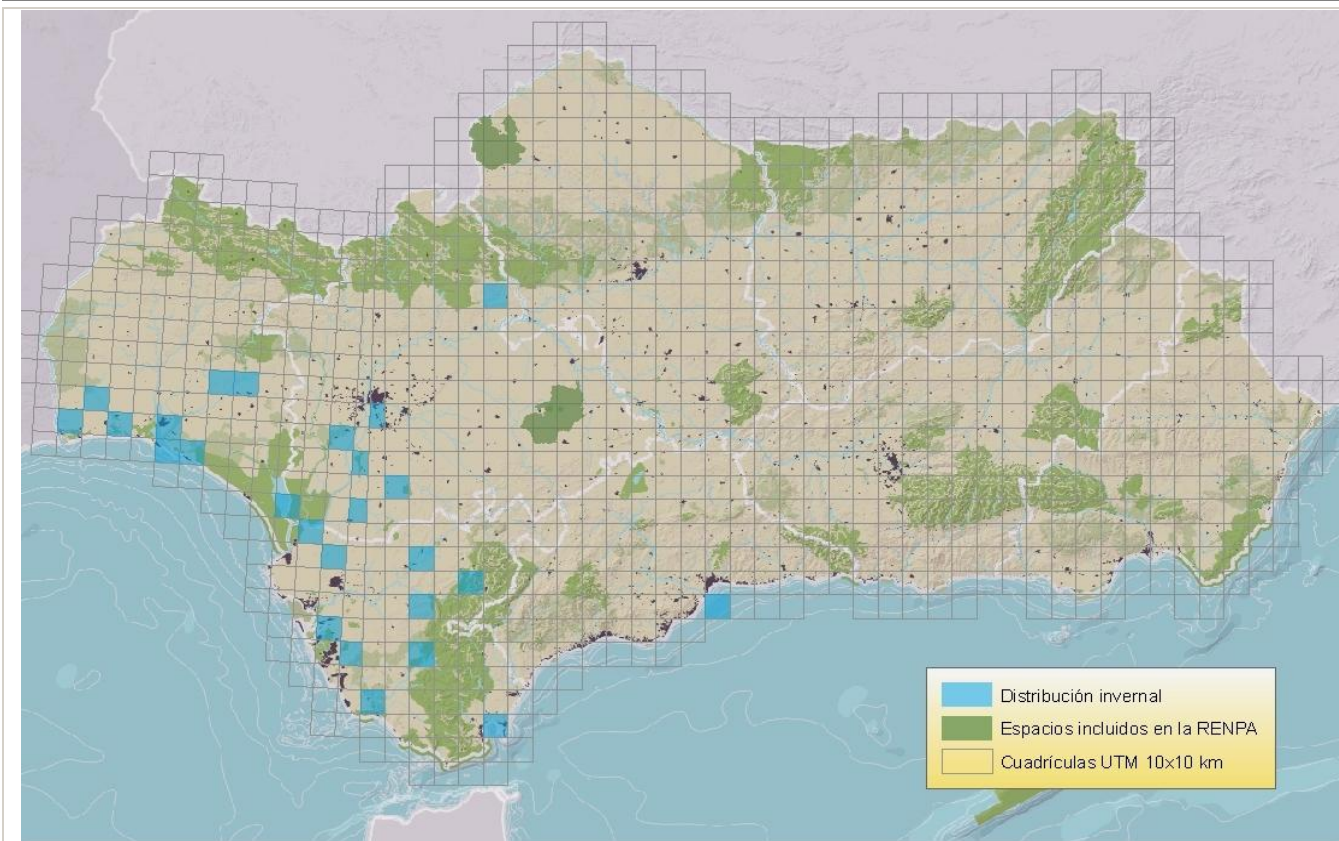 Distribución invernal
Espacios incluidos en la RENPA
Cuadrículas UTM 10x10 km